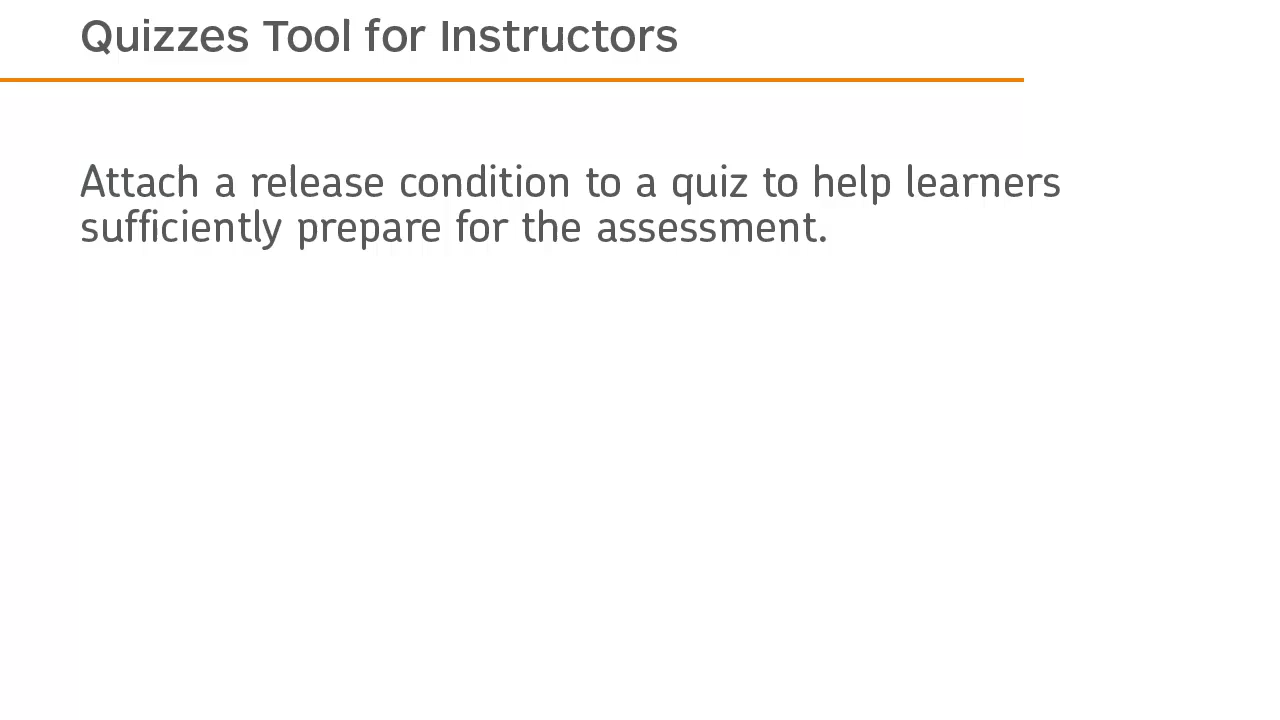 Quizzes Tool for Instructors
Attach a release condition to a quiz to help learners
sufficiently prepare for the assessment.